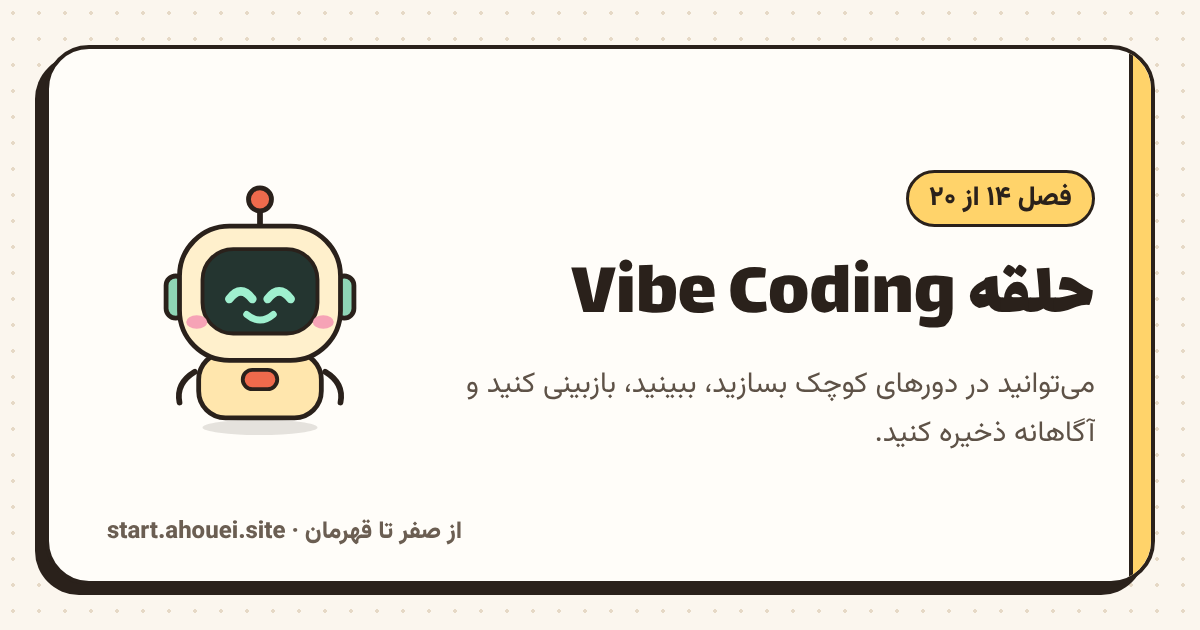 فصل ۱۴ از ۲۰
حلقه Vibe Coding
می‌توانید در دورهای کوچک بسازید، ببینید، بازبینی کنید و
آگاهانه ذخیره کنید.
از صفر تا قهرمان · start.ahouei.site